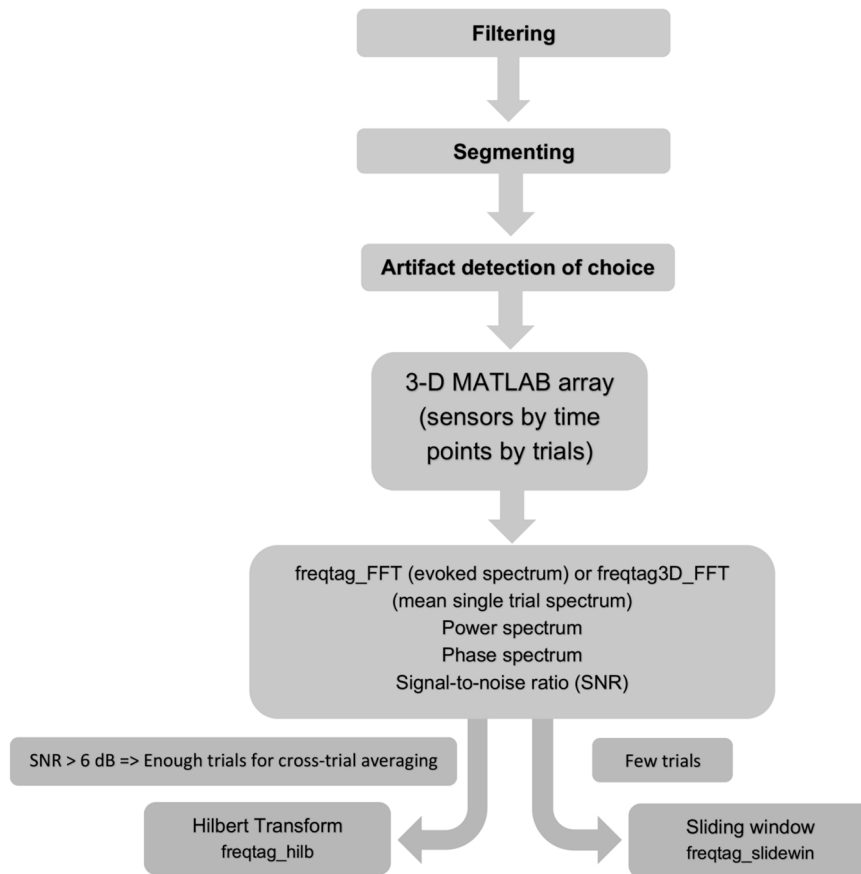 Filtering
Segmenting
Artifact detection of choice
3-D MATLAB array
(sensors by time
points by trials)
freqtag_FFT (evoked spectrum) or freqtag3D_FFT
(mean single trial spectrum)
Power spectrum
Phase spectrum
Signal-to-noise ratio (SNR)
SNR > 6 dB => Enough trials for cross-trial averaging
Few trials
Hilbert Transform
freqtag_hilb
Sliding window
freqtag_slidewin